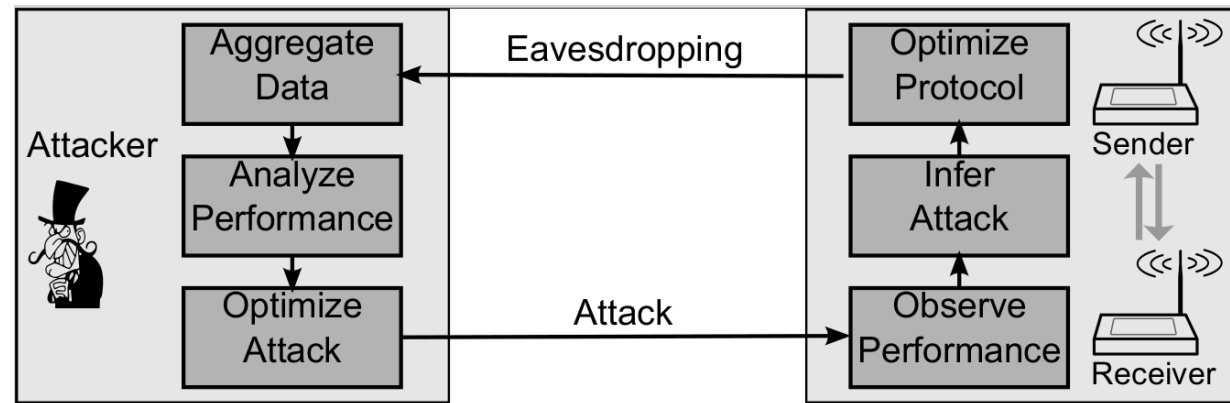 Aggregate
Data
Attacker
Analyze
Performance
Optimize
Attack
Eavesdropping
Attack
Optimize
Protocol
Infer
Attack
Observe
Performance
Sender
Receiver